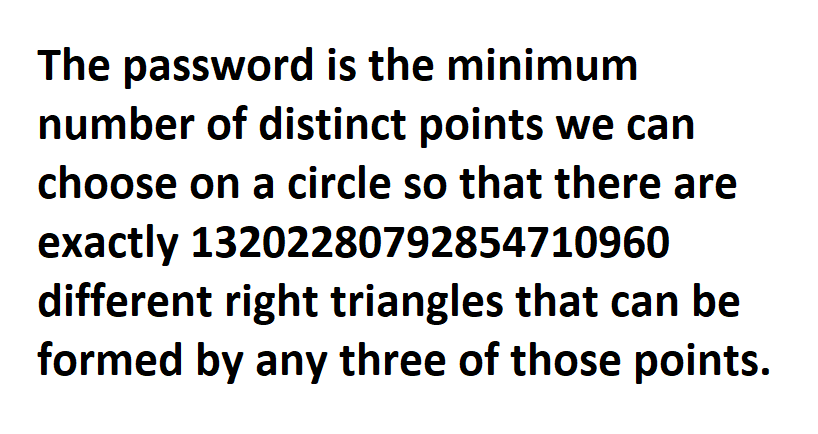 The password is the minimum
number of distinct points we can
choose on a circle so that there are
exactly 13202280792854710960
different right triangles that can be
formed by any three of those points.